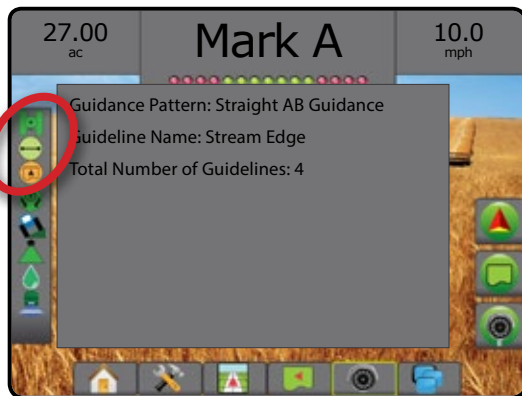 27.00
ac
Mark A
10.0
mph
Guidance Pattern: Straight AB Guidance
Guideline Name: Stream Edge
Total Number of Guidelines: 4